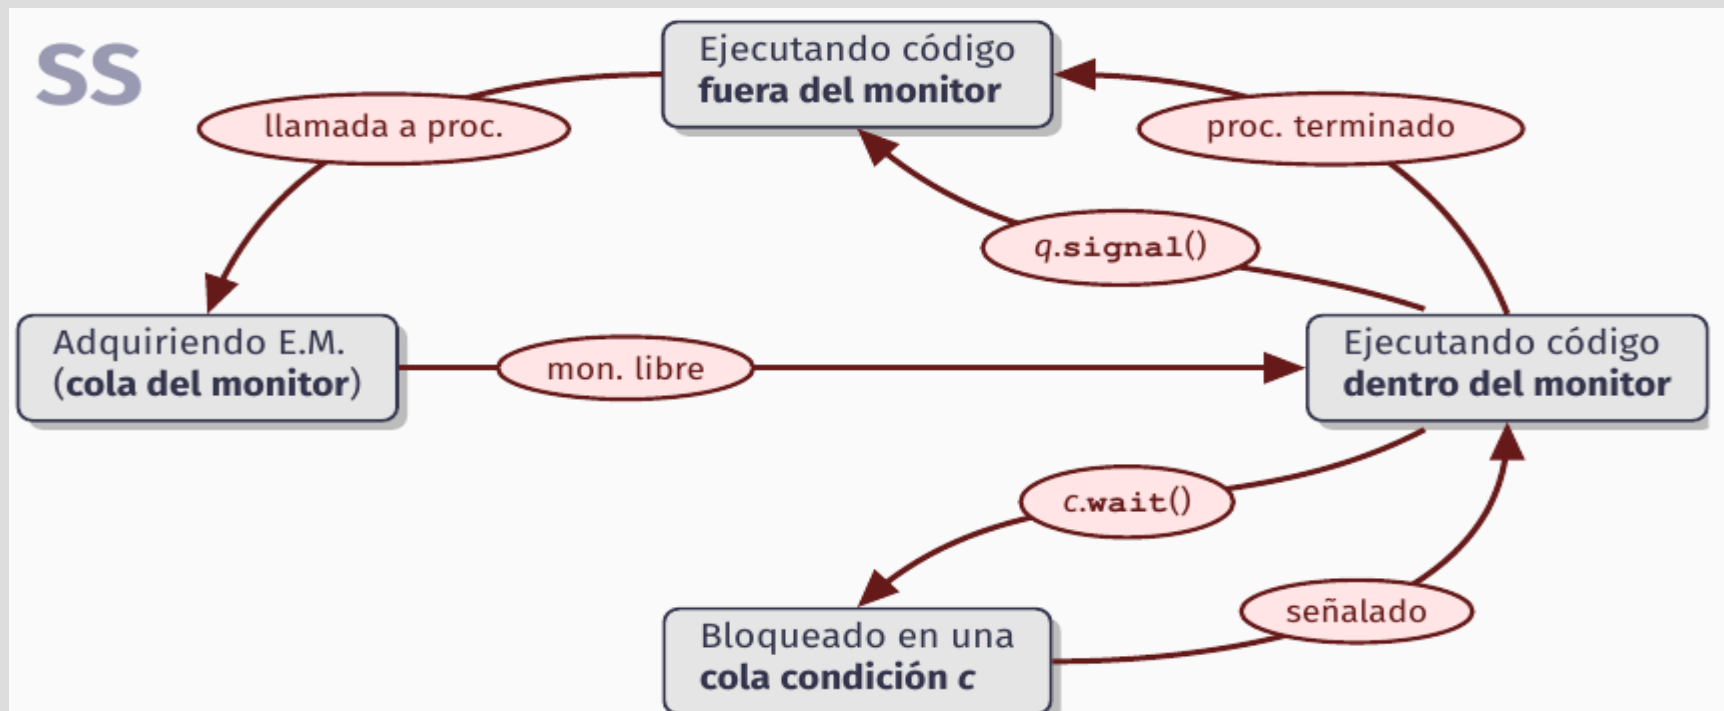 SS
Ejecutando código
fuera del monitor
llamada a proc.
proc. terminado
q.signal()
Adquiriendo E.M.
(cola del monitor)
mon. libre
Ejecutando código
dentro del monitor
c.wait()
señalado
Bloqueado en una
cola condición c